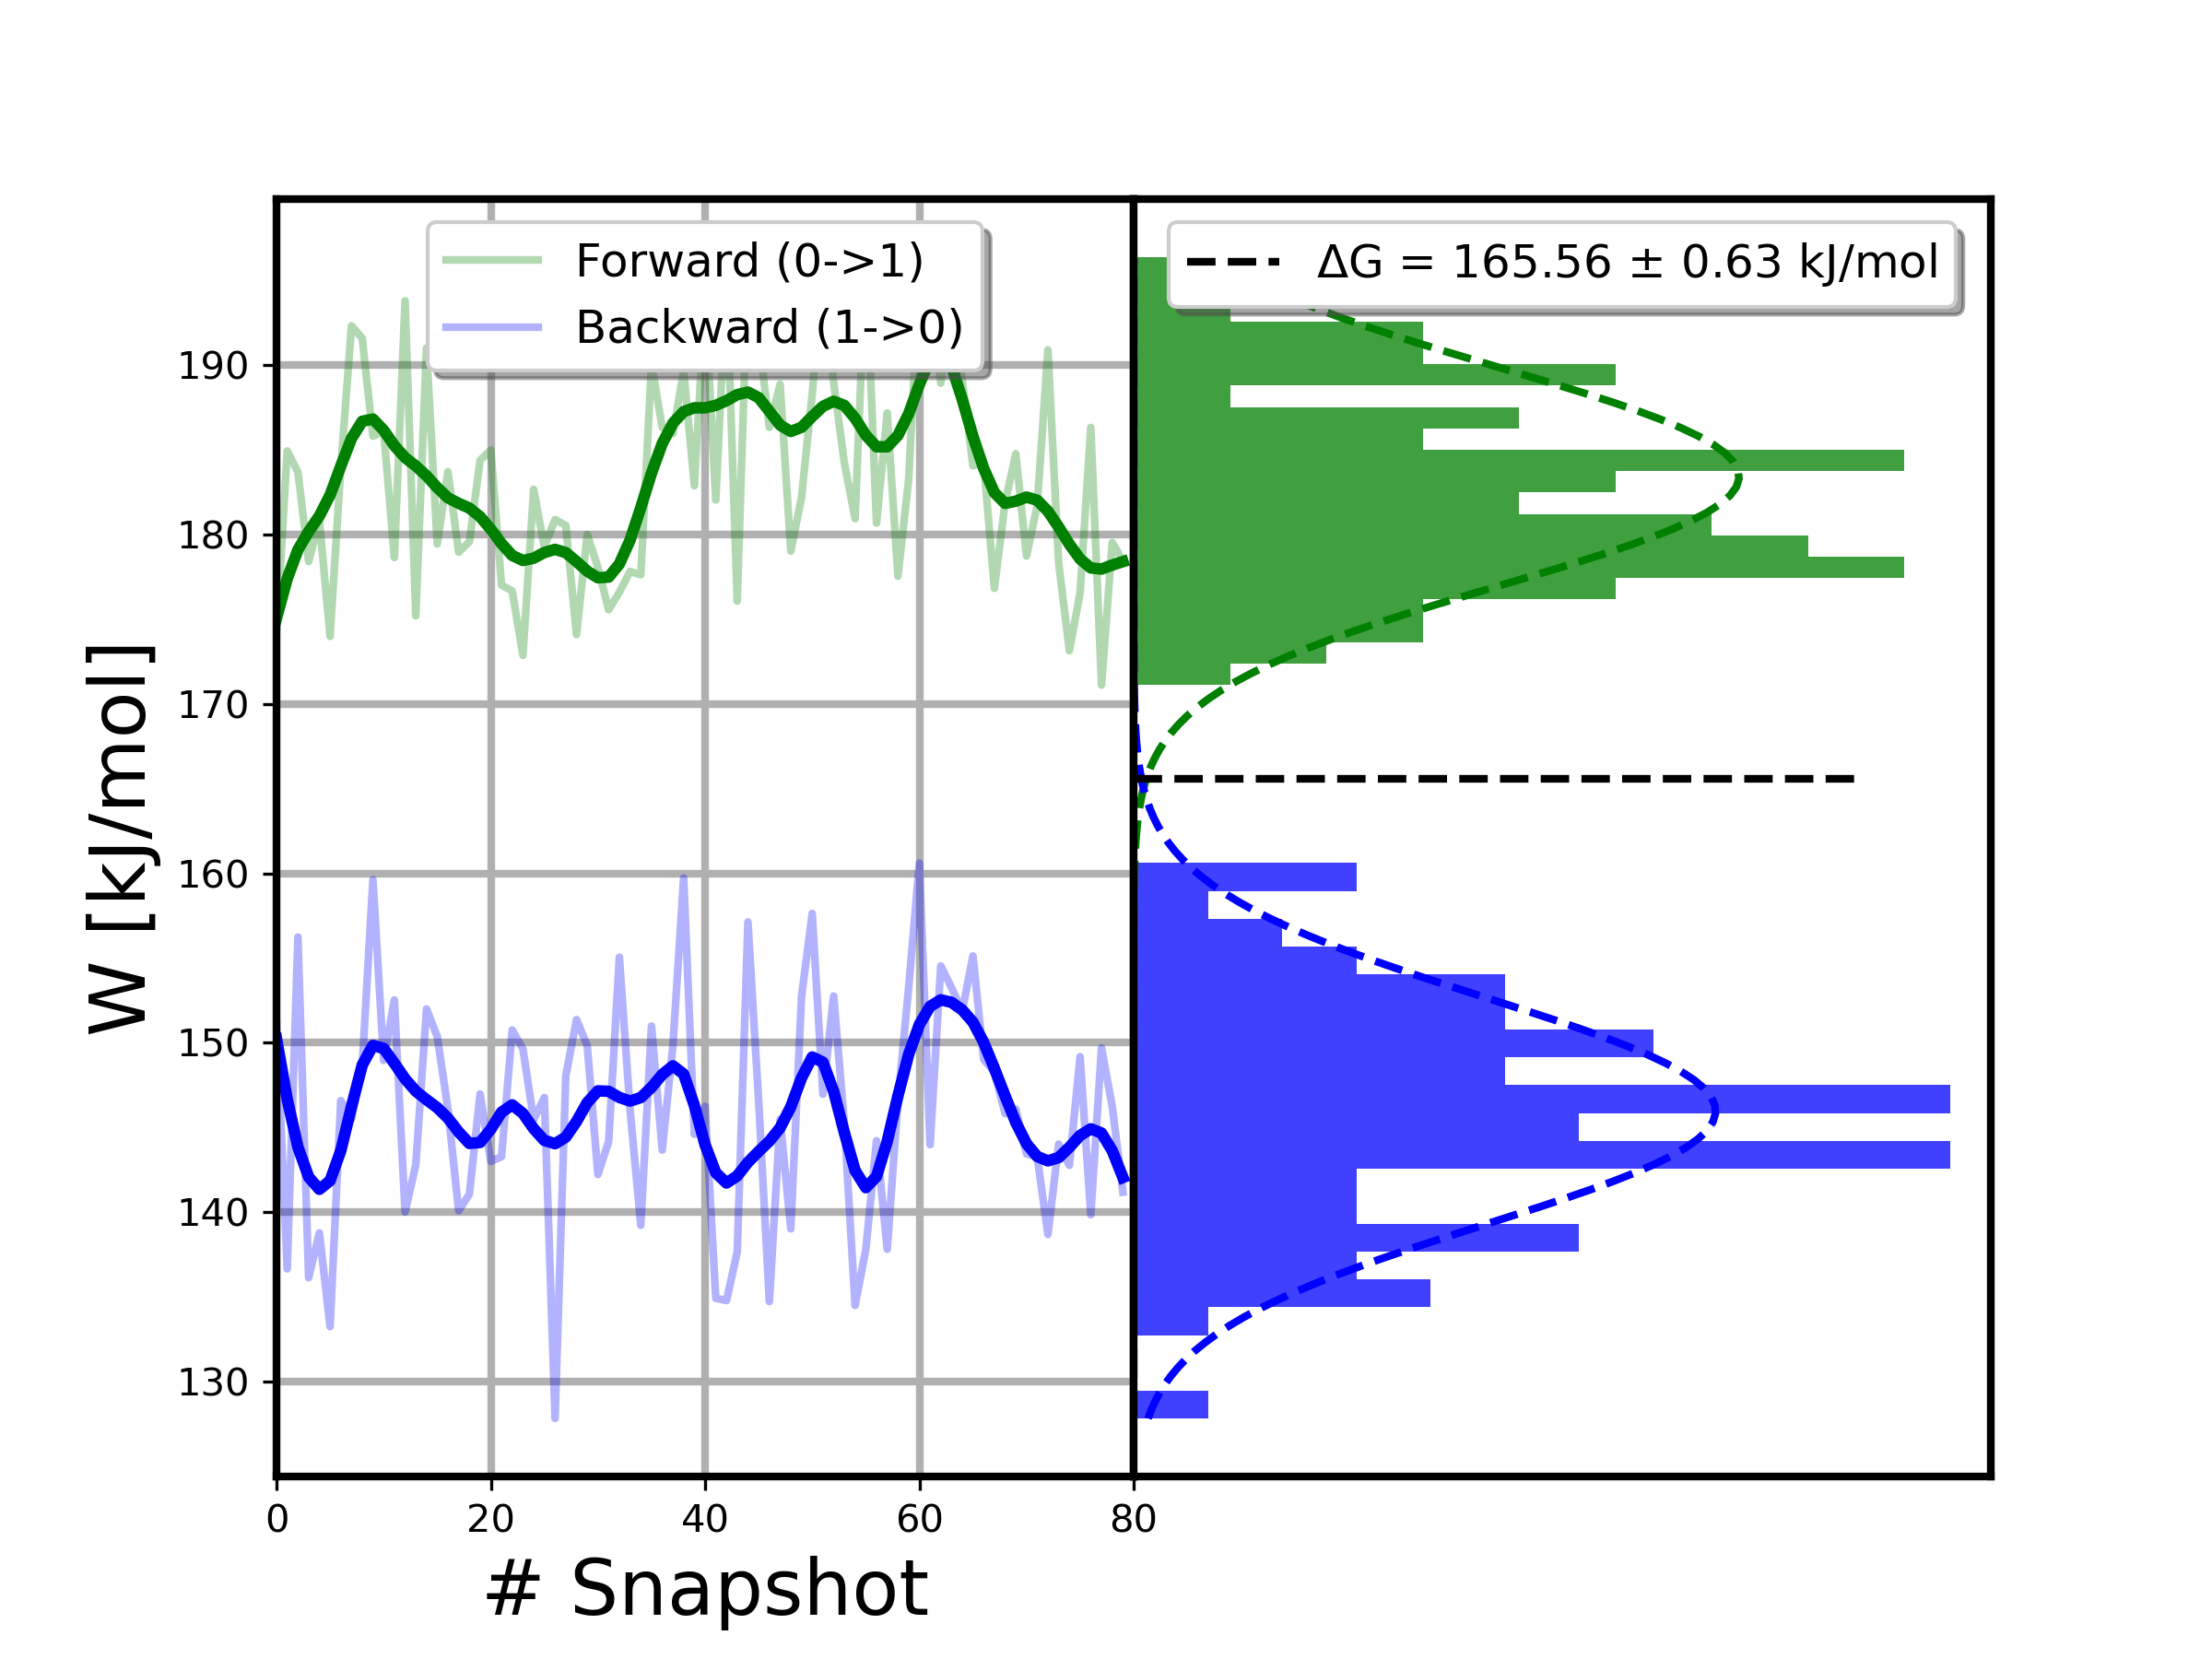 Forward (0->1)
Backward (1->0)
ΔG = 165.56 ± 0.63 kJ/mol
W [kJ/mol]
190
180
170
160
150
140
130
0
20
40
60
80
# Snapshot